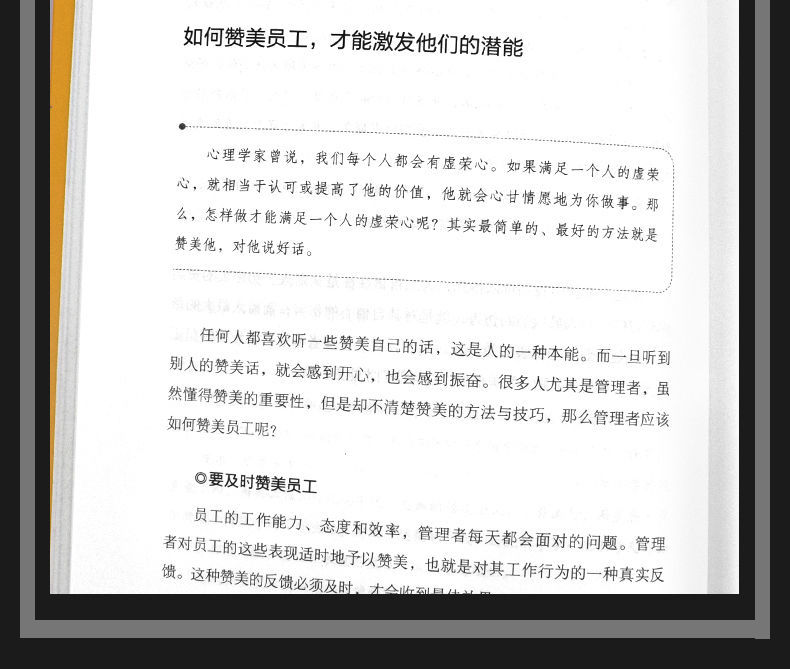 如何赞美员工，才能激发他们的潜能
心理学家曾说，我们每个人都会有虚荣心。如果满足一个人的虚荣
心，就相当于认可或提高了他的价值，他就会心甘情愿地为你做事。那
么，怎样做才能满足一个人的虚荣心呢？其实最简单的、最好的方法就是
赞美他，对他说好话。
任何人都喜欢听一些赞美自己的话，这是人的一种本能。而一旦听到
别人的赞美话，就会感到开心，也会感到振奋。很多人尤其是管理者，虽
然懂得赞美的重要性，但是却不清楚赞美的方法与技巧，那么管理者应该
如何赞美员工呢？
◎要及时赞美员工
员工的工作能力、态度和效率，管理者每天都会面对的问题。管理
者对员工的这些表现适时地予以赞美，也就是对其工作行为的一种真实反
馈。这种赞美的反馈必须及时，才会收到最佳效果